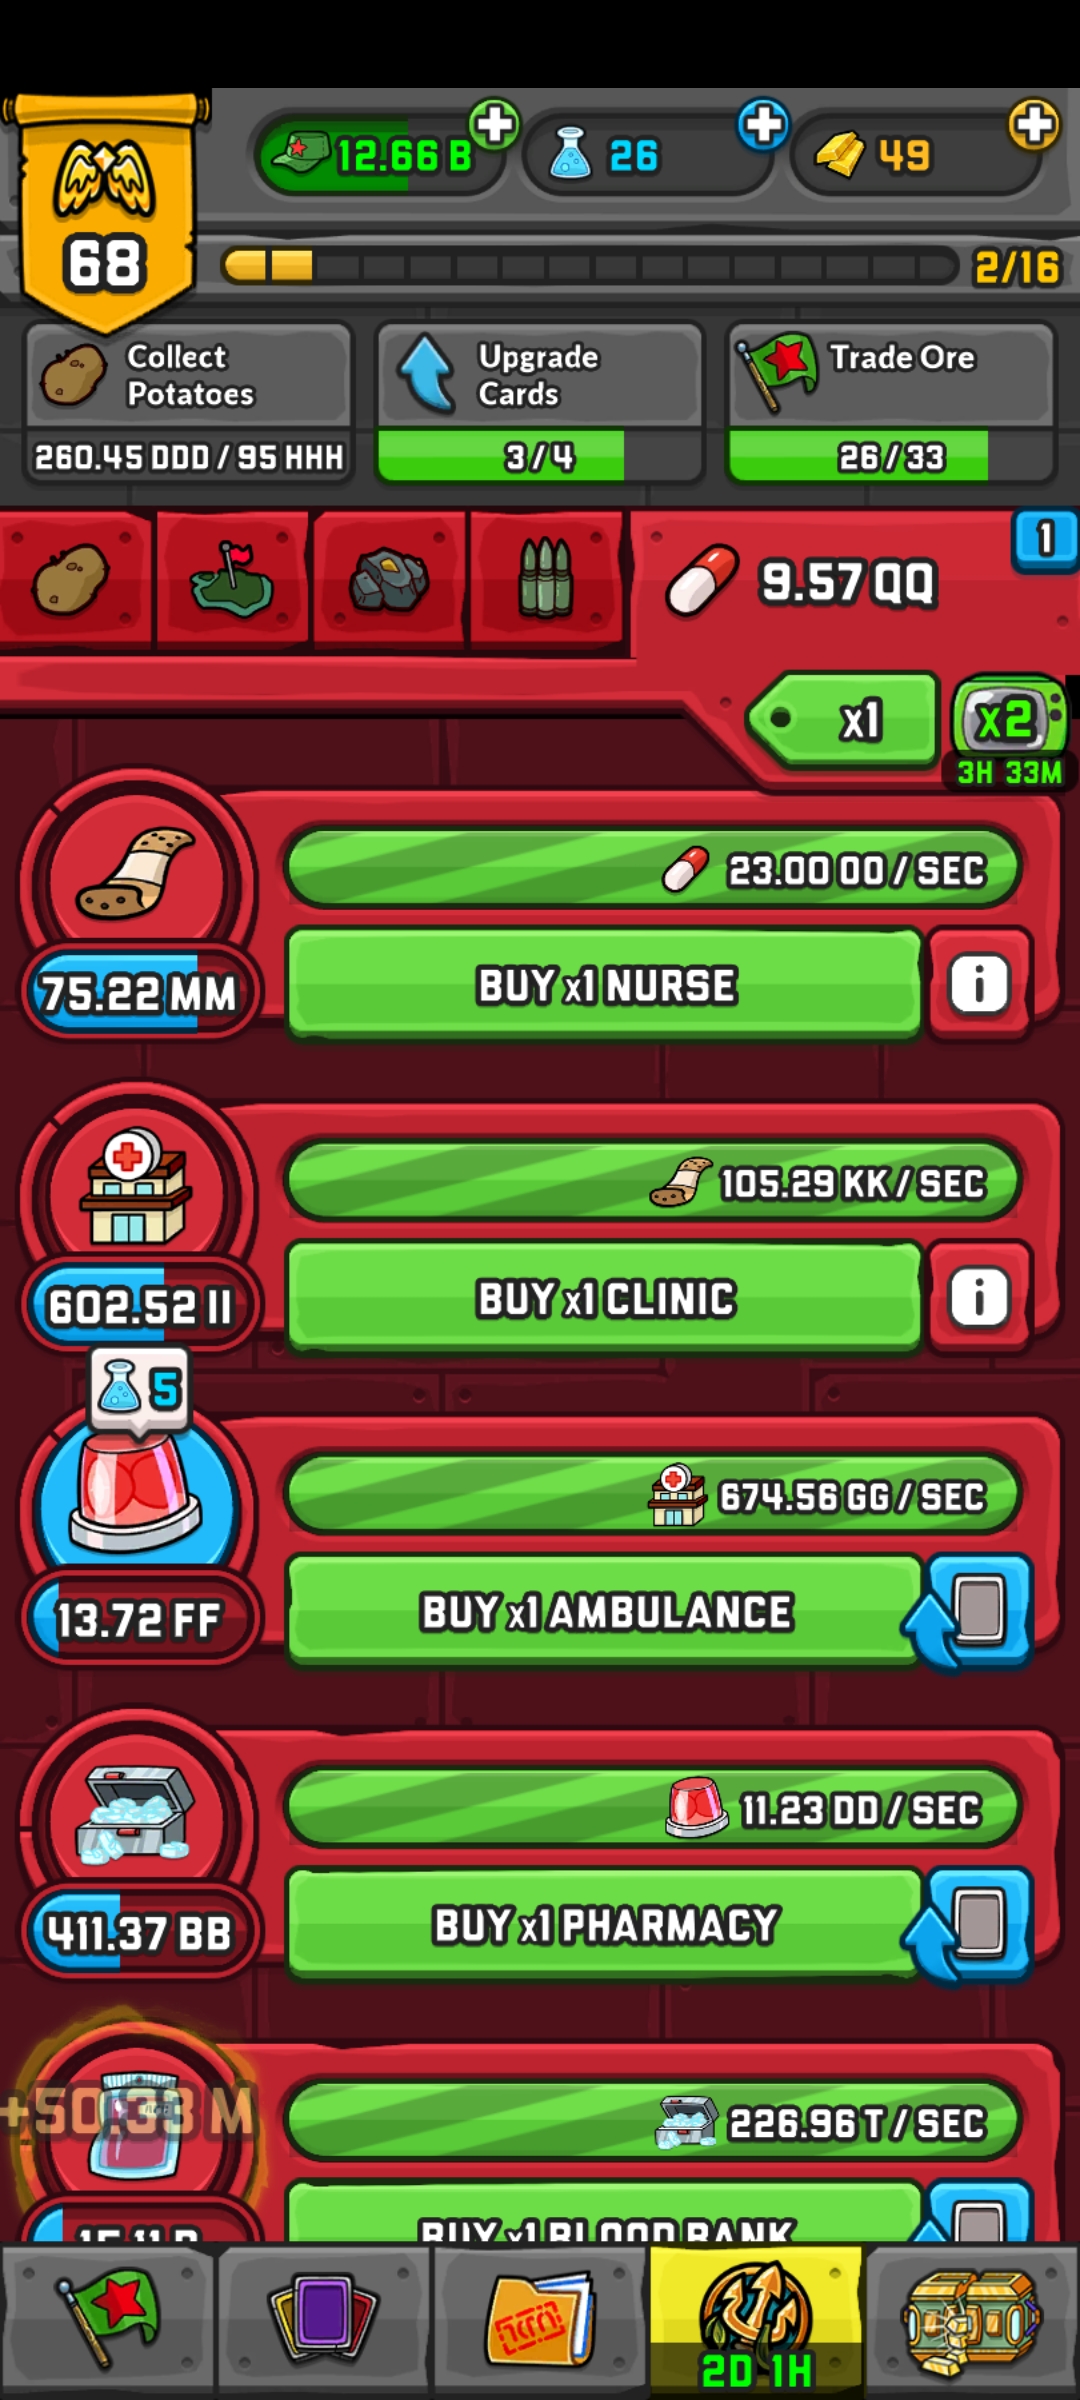 12.66 B
26
49
68
2/16
Collect
Potatoes
Upgrade
Cards
Trade Ore
260.45 DDD / 95 HHH
3/4
26/33
9.57 QQ
1
x1
x2
3H 33M
23.00 OO / SEC
BUY x1 NURSE
i
75.22 MM
105.29 KK / SEC
BUY x1 CLINIC
i
602.52 II
5
674.56 GG / SEC
BUY x1 AMBULANCE
13.72 FF
11.23 DD / SEC
BUY x1 PHARMACY
411.37 BB
+50.33 M
226.96 T / SEC
BUY x1 BLOOD BANK
2D 1H